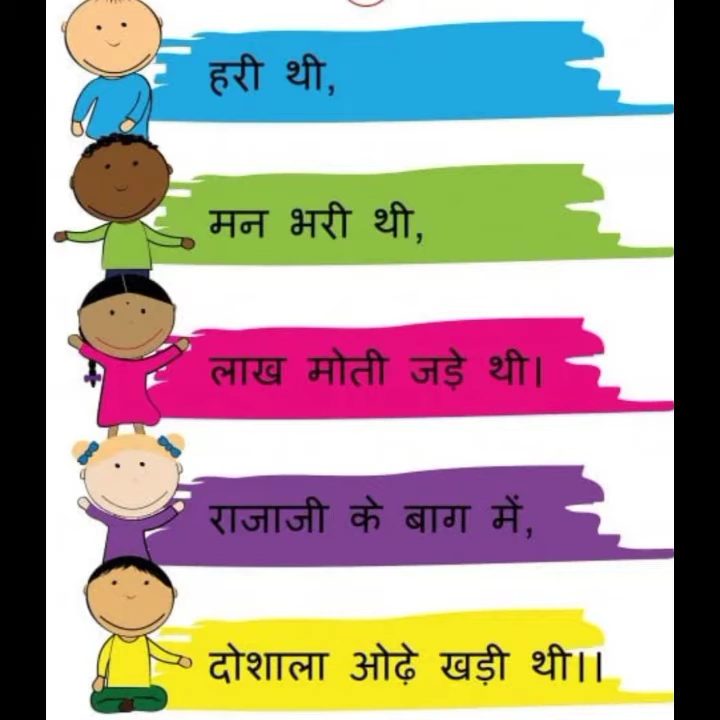 हरी थी,
मन भरी थी,
लाख मोती जड़े थी।
राजाजी के बाग में,
दोशाला ओढ़े खड़ी थी।।